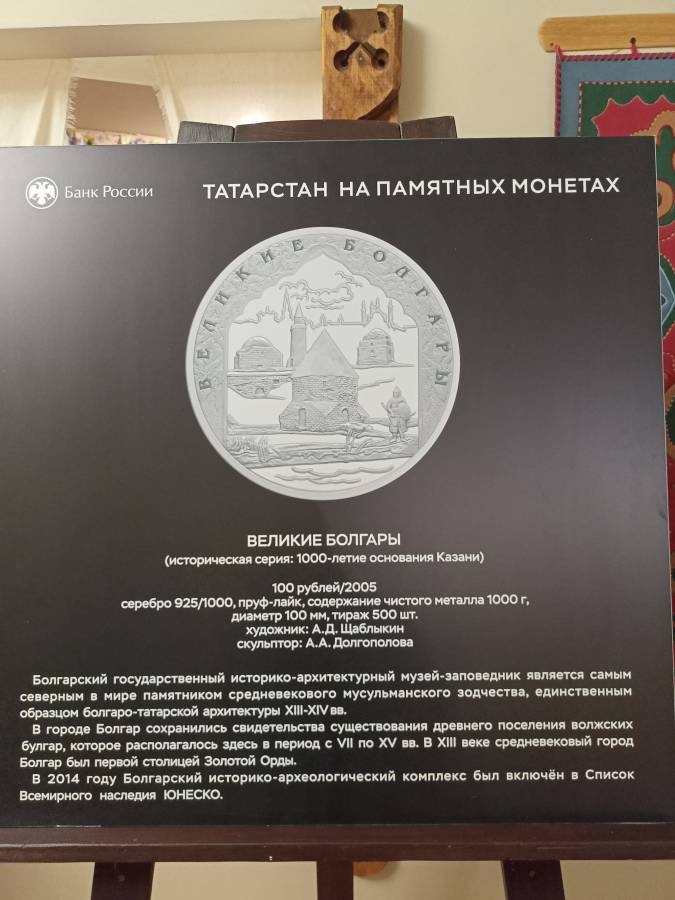 Банк России
ТАТАРСТАН НА ПАМЯТНЫХ МОНЕТАХ
ВЕЛИКИЕ БОЛГАРЫ
ВЕЛИКИЕ БОЛГАРЫ
(историческая серия: 1000-летие основания Казани)
100 рублей/2005
серебро 925/1000, пруф-лайк, содержание чистого металла 1000 г,
диаметр 100 мм, тираж 500 шт.
художник: А.Д. Щаблыкин
скульптор: А.А. Долгополова
Болгарский государственный историко-архитектурный музей-заповедник является самым
северным в мире памятником средневекового мусульманского зодчества, единственным
образцом болгаро-татарской архитектуры XIII-XIV вв.
В городе Болгар сохранились свидетельства существования древнего поселения волжских
булгар, которое располагалось здесь в период с VII по XV вв. В XIII веке средневековый город
Болгар был первой столицей Золотой Орды.
В 2014 году Болгарский историко-археологический комплекс был включён в Список
Всемирного наследия ЮНЕСКО.